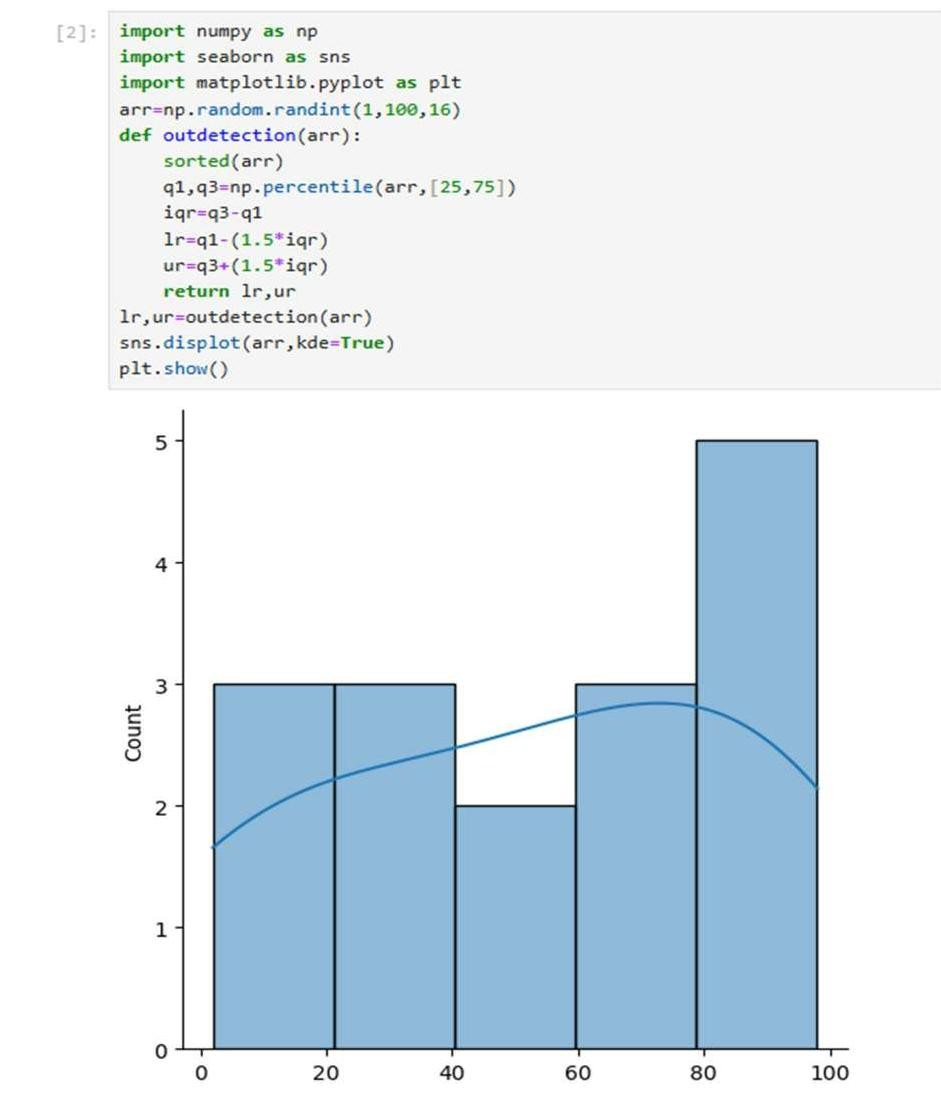 [2]:
import numpy as np
import seaborn as sns
import matplotlib.pyplot as plt
arr=np.random.randint(1,100,16)
def outdetection(arr):
    sorted(arr)
    q1,q3=np.percentile(arr,[25,75])
    iqr=q3-q1
    lr=q1-(1.5*iqr)
    ur=q3+(1.5*iqr)
    return lr,ur
lr,ur=outdetection(arr)
sns.displot(arr,kde=True)
plt.show()
5
4
3
Count
2
1
0
0 20 40 60 80 100